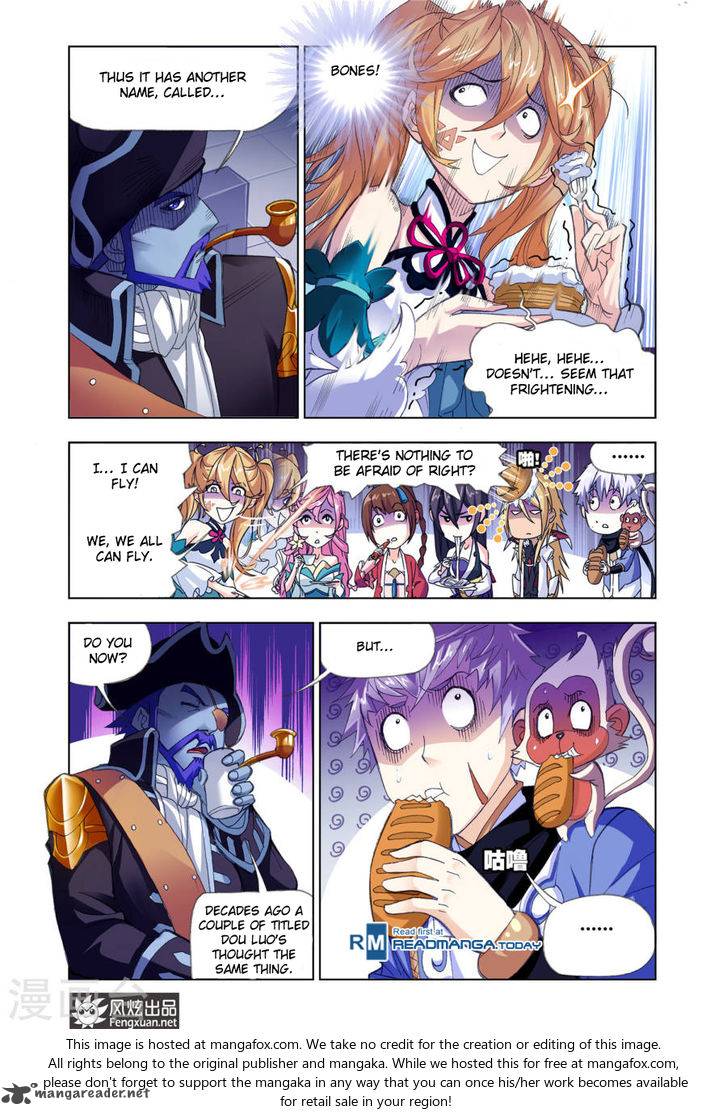 THUS IT HAS ANOTHER
NAME, CALLED...
BONES!
HEHE, HEHE...
DOESN'T... SEEM THAT
FRIGHTENING...
I... I CAN
FLY!
WE, WE ALL
CAN FLY.
THERE'S NOTHING
TO BE AFRAID OF RIGHT?
啪!
......
DO YOU
NOW?
DECADES AGO A
COUPLE OF TITLED
DOU LUO'S
THOUGHT THE
SAME THING.
BUT...
咕噜
......
RM Read first at
READMANGA.TODAY
漫画台
风炫出品
Fengxuan.net
This image is hosted at mangafox.com. We take no credit for the creation or editing of this image.
All rights belong to the original publisher and mangaka. While we hosted this for free at mangafox.com,
please don't forget to support the mangaka in any way that you can once his/her work becomes available
for retail sale in your region!
mangareader.net